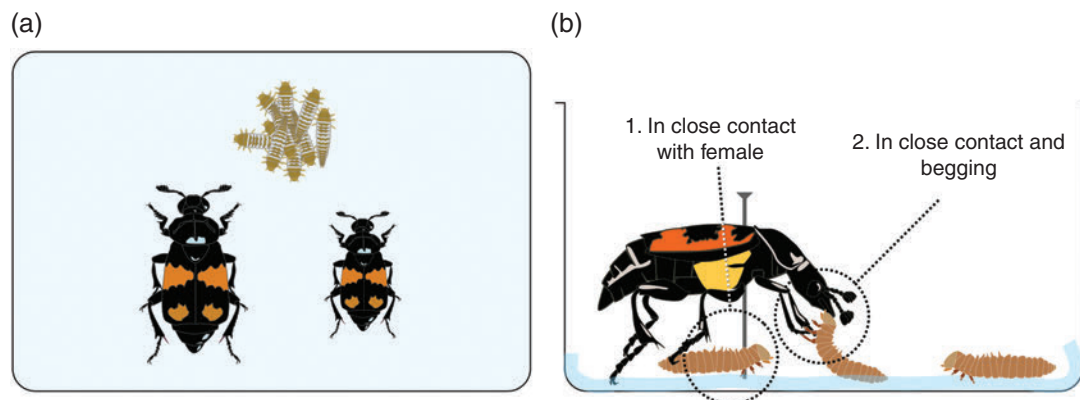 (a)
(b)
1. In close contact
with female
2. In close contact and
begging